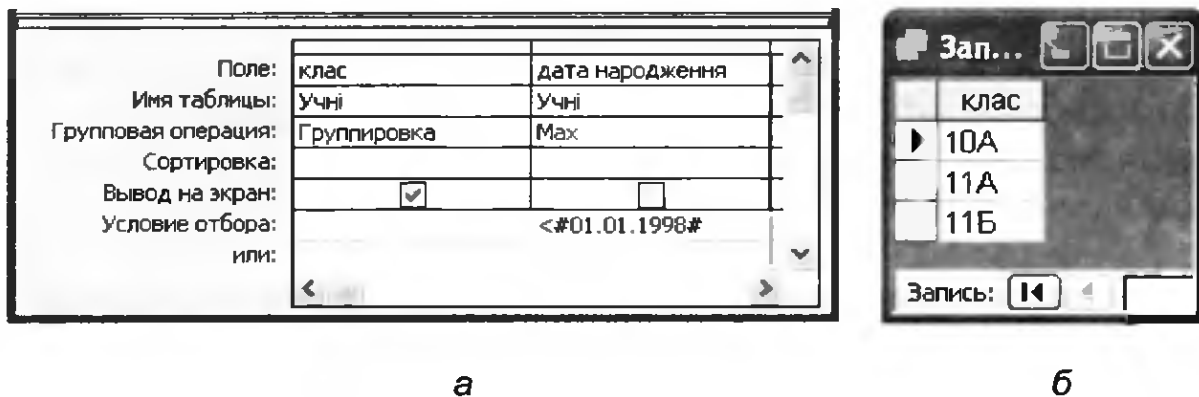 Поле: клас дата народження
Имя таблицы: Учні Учні
Групповая операция: Группировка Max
Сортировка:
Вывод на экран:
Условие отбора: <#01.01.1998#
или:
а
Зап...
клас
10А
11А
11Б
Запись:
б